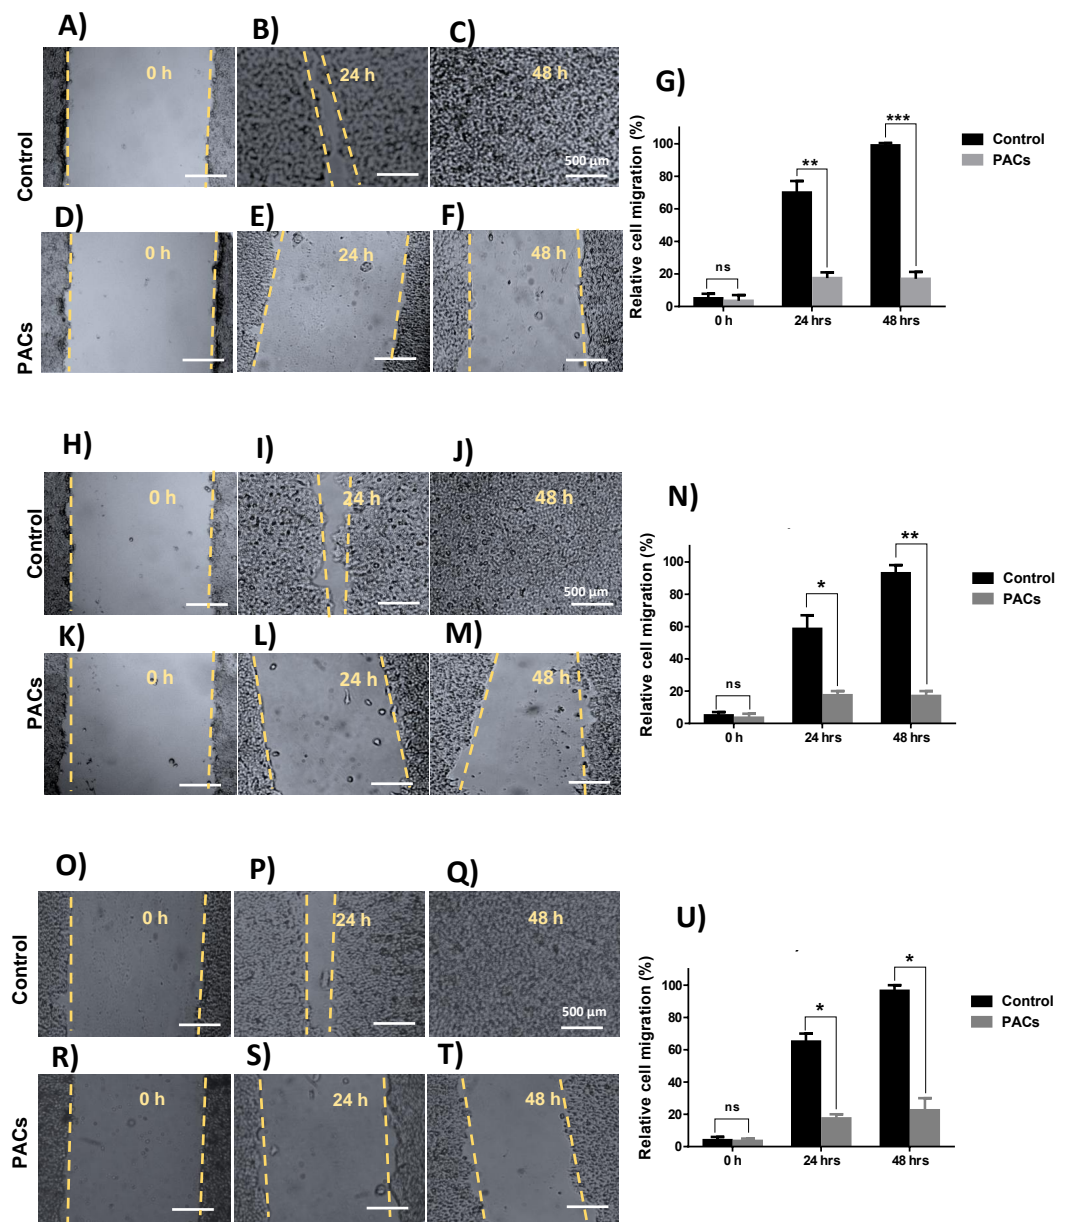 A)
B)
C)
0 h
24 h
48 h
500 µm
Control
D)
E)
F)
0 h
24 h
48 h
PACs
G)
Relative cell migration (%)
100
80
60
40
20
0
ns
**
***
0 h
24 hrs
48 hrs
Control
PACs
H)
I)
J)
0 h
24 h
48 h
500 µm
Control
K)
L)
M)
0 h
24 h
48 h
PACs
N)
Relative cell migration (%)
100
80
60
40
20
0
ns
*
**
0 h
24 hrs
48 hrs
Control
PACs
O)
P)
Q)
0 h
24 h
48 h
500 µm
Control
R)
S)
T)
0 h
24 h
48 h
PACs
U)
Relative cell migration (%)
100
80
60
40
20
0
ns
*
*
0 h
24 hrs
48 hrs
Control
PACs